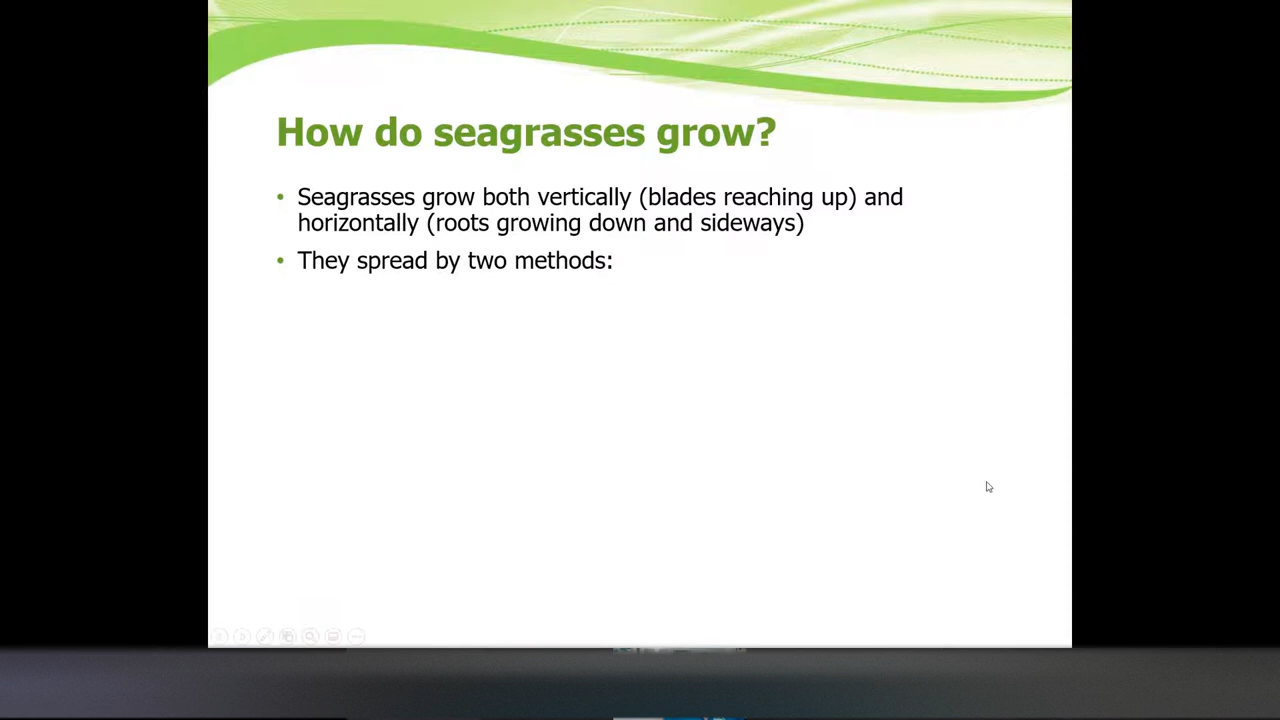 How do seagrasses grow?
• Seagrasses grow both vertically (blades reaching up) and
horizontally (roots growing down and sideways)
• They spread by two methods: